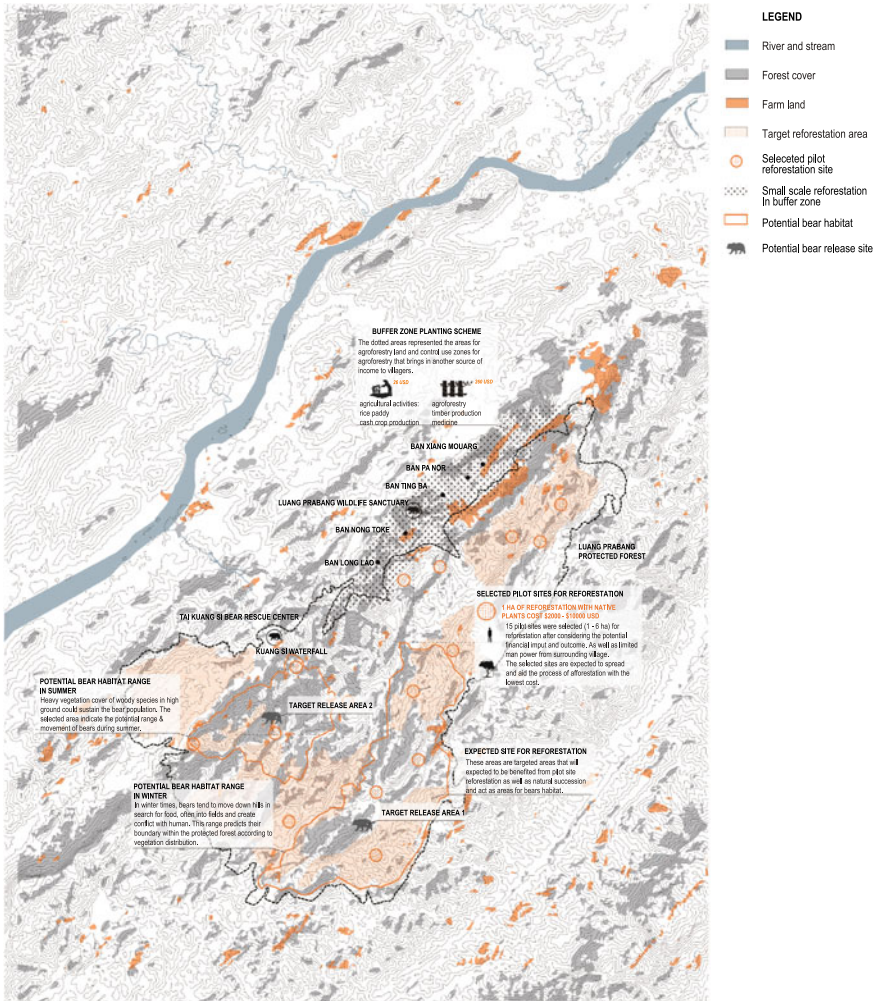 LEGEND
River and stream
Forest cover
Farm land
Target reforestation area
Seleceted pilot
reforestation site
Small scale reforestation
In buffer zone
Potential bear habitat
Potential bear release site
BUFFER ZONE PLANTING SCHEME
The dotted areas represented the areas for
agroforestry land and control use zones for
agroforestry that brings in another source of
income to villagers.
USD
USD
agricultural activities:
rice paddy
cash crop production
agroforestry
timber production
medicine
BAN XIANG MOUARG
BAN PA NOR
BAN TING BA
LUANG PRABANG WILDLIFE SANCTUARY
BAN NONG TOKE
BAN LONG LAO
LUANG PRABANG
PROTECTED FOREST
SELECTED PILOT SITES FOR REFORESTATION
1 HA OF REFORESTATION WITH NATIVE
PLANTS COST $2000 - $10000 USD
15 pilot sites were selected (1 - 6 ha) for
reforestation after considering the potential
financial imput and outcome. As well as limited
man power from surrounding village.
The selected sites are expected to spread
and aid the process of afforestation with the
lowest cost.
TAI KUANG SI BEAR RESCUE CENTER
KUANG SI WATERFALL
POTENTIAL BEAR HABITAT RANGE
IN SUMMER
Heavy vegetation cover of woody species in high
ground could sustain the bear population. The
selected area indicate the potential range &
movement of bears during summer.
TARGET RELEASE AREA 2
EXPECTED SITE FOR REFORESTATION
These areas are targeted areas that will
expected to be benefited from pilot site
reforestation as well as natural succession
and act as areas for bears habitat.
POTENTIAL BEAR HABITAT RANGE
IN WINTER
In winter times, bears tend to move down hills in
search for food, often into fields and create
conflict with human. This range predicts their
boundary within the protected forest according to
vegetation distribution.
TARGET RELEASE AREA 1